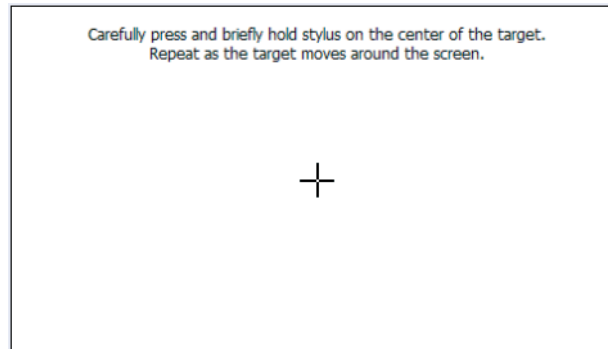 Carefully press and briefly hold stylus on the center of the target.
Repeat as the target moves around the screen.